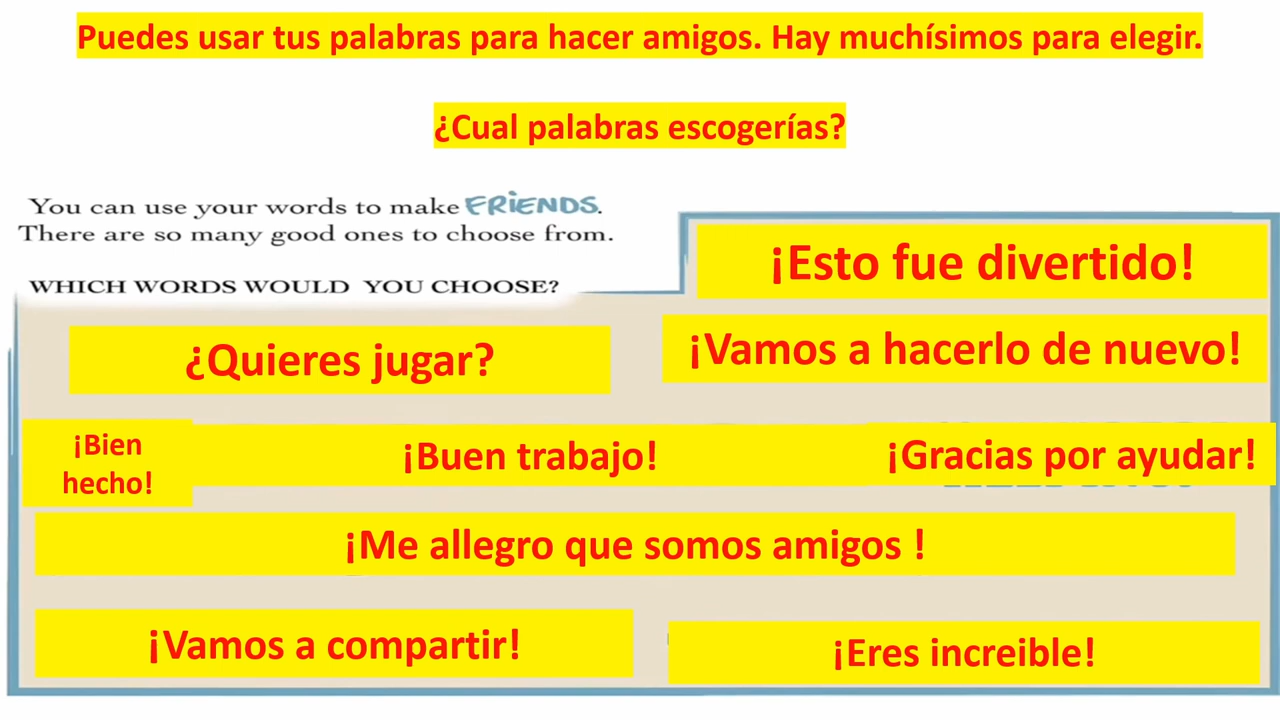 Puedes usar tus palabras para hacer amigos. Hay muchísimos para elegir.
¿Cual palabras escogerías?
You can use your words to make FRiENDS.
There are so many good ones to choose from.
WHICH WORDS WOULD YOU CHOOSE?
¡Esto fue divertido!
¿Quieres jugar?
¡Vamos a hacerlo de nuevo!
¡Bien
hecho!
¡Buen trabajo!
¡Gracias por ayudar!
¡Me allegro que somos amigos !
¡Vamos a compartir!
¡Eres increible!